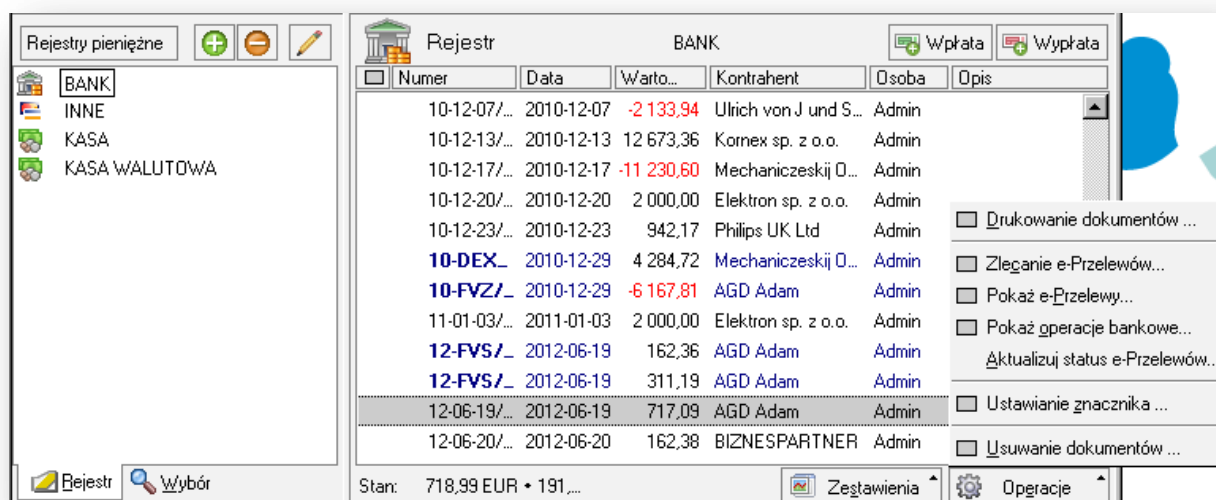 Rejestry pieniężne
BANK
INNE
KASA
KASA WALUTOWA
Rejestr
Wybór
Rejestr BANK Wpłata Wypłata
Numer Data Warto... Kontrahent Osoba Opis
10-12-07/... 2010-12-07 -2 133,94 Ulrich von J und S... Admin
10-12-13/... 2010-12-13 12 673,36 Kornex sp. z o.o. Admin
10-12-17/... 2010-12-17 -11 230,60 Mechaniczeskij O... Admin
10-12-20/... 2010-12-20 2 000,00 Elektron sp. z o.o. Admin
10-12-23/... 2010-12-23 942,17 Philips UK Ltd Admin
10-DEX... 2010-12-29 4 284,72 Mechaniczeskij O... Admin
10-FVZ/... 2010-12-29 -6 167,81 AGD Adam Admin
11-01-03/... 2011-01-03 2 000,00 Elektron sp. z o.o. Admin
12-FVS/... 2012-06-19 162,36 AGD Adam Admin
12-FVS/... 2012-06-19 311,19 AGD Adam Admin
12-06-19/... 2012-06-19 717,09 AGD Adam Admin
12-06-20/... 2012-06-20 162,38 BIZNESPARTNER Admin
Stan: 718,99 EUR • 191,... Zestawienia Operacje
Drukowanie dokumentów ...
Zlecanie e-Przelewów...
Pokaż e-Przelewy...
Pokaż operacje bankowe...
Aktualizuj status e-Przelewów..
Ustawianie znacznika ...
Usuwanie dokumentów ...